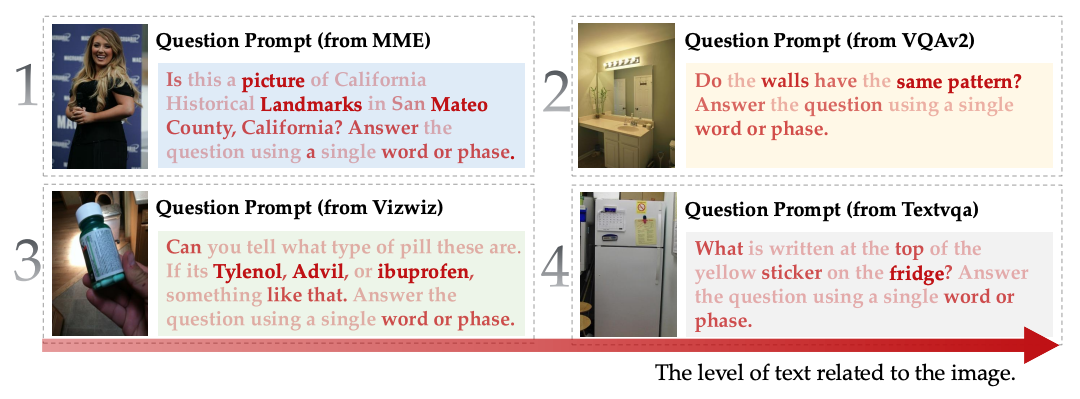 1
Question Prompt (from MME)
Is this a picture of California
Historical Landmarks in San Mateo
County, California? Answer the
question using a single word or phase.
2
Question Prompt (from VQAv2)
Do the walls have the same pattern?
Answer the question using a single
word or phase.
3
Question Prompt (from Vizwiz)
Can you tell what type of pill these are.
If its Tylenol, Advil, or ibuprofen,
something like that. Answer the
question using a single word or phase.
4
Question Prompt (from Textvqa)
What is written at the top of the
yellow sticker on the fridge? Answer
the question using a single word or
phase.
The level of text related to the image.